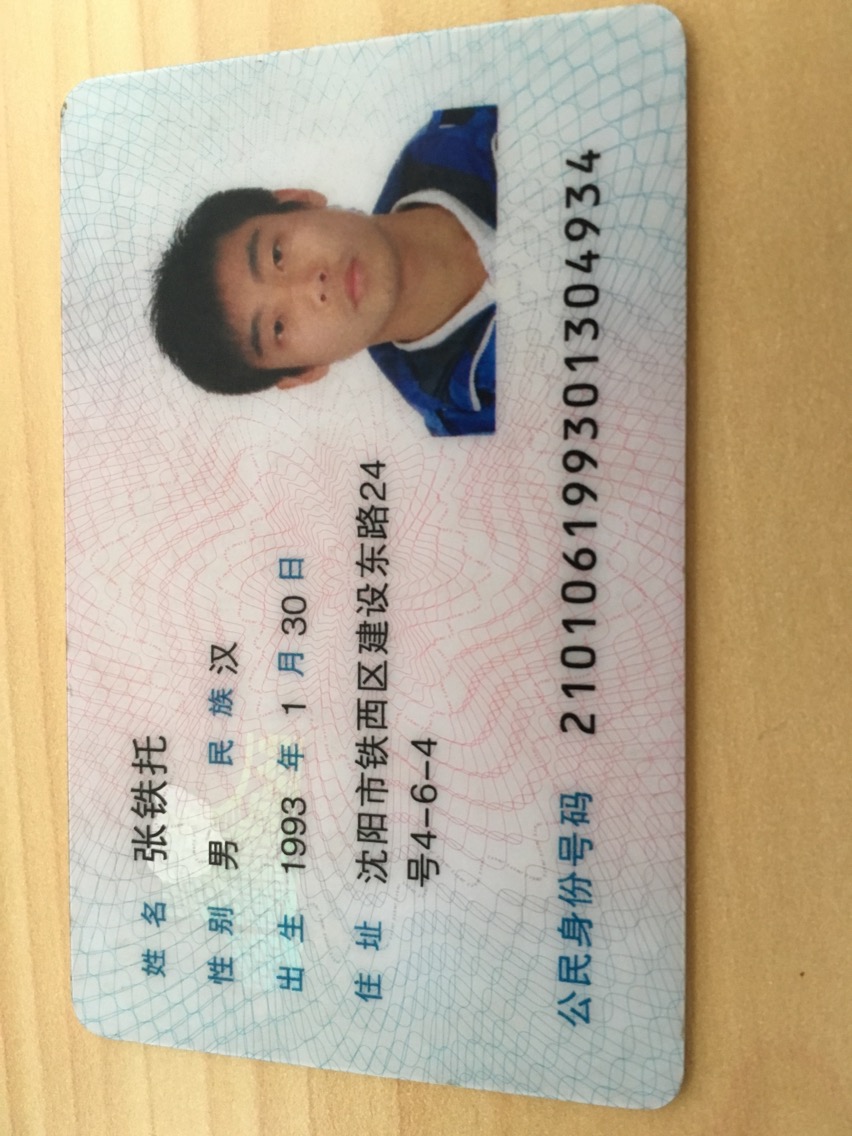 姓名 张铁托
性别 男 民族 汉
出生 1993 年 1 月 30 日
住址 沈阳市铁西区建设东路24
号4-6-4
公民身份号码 210106199301304934